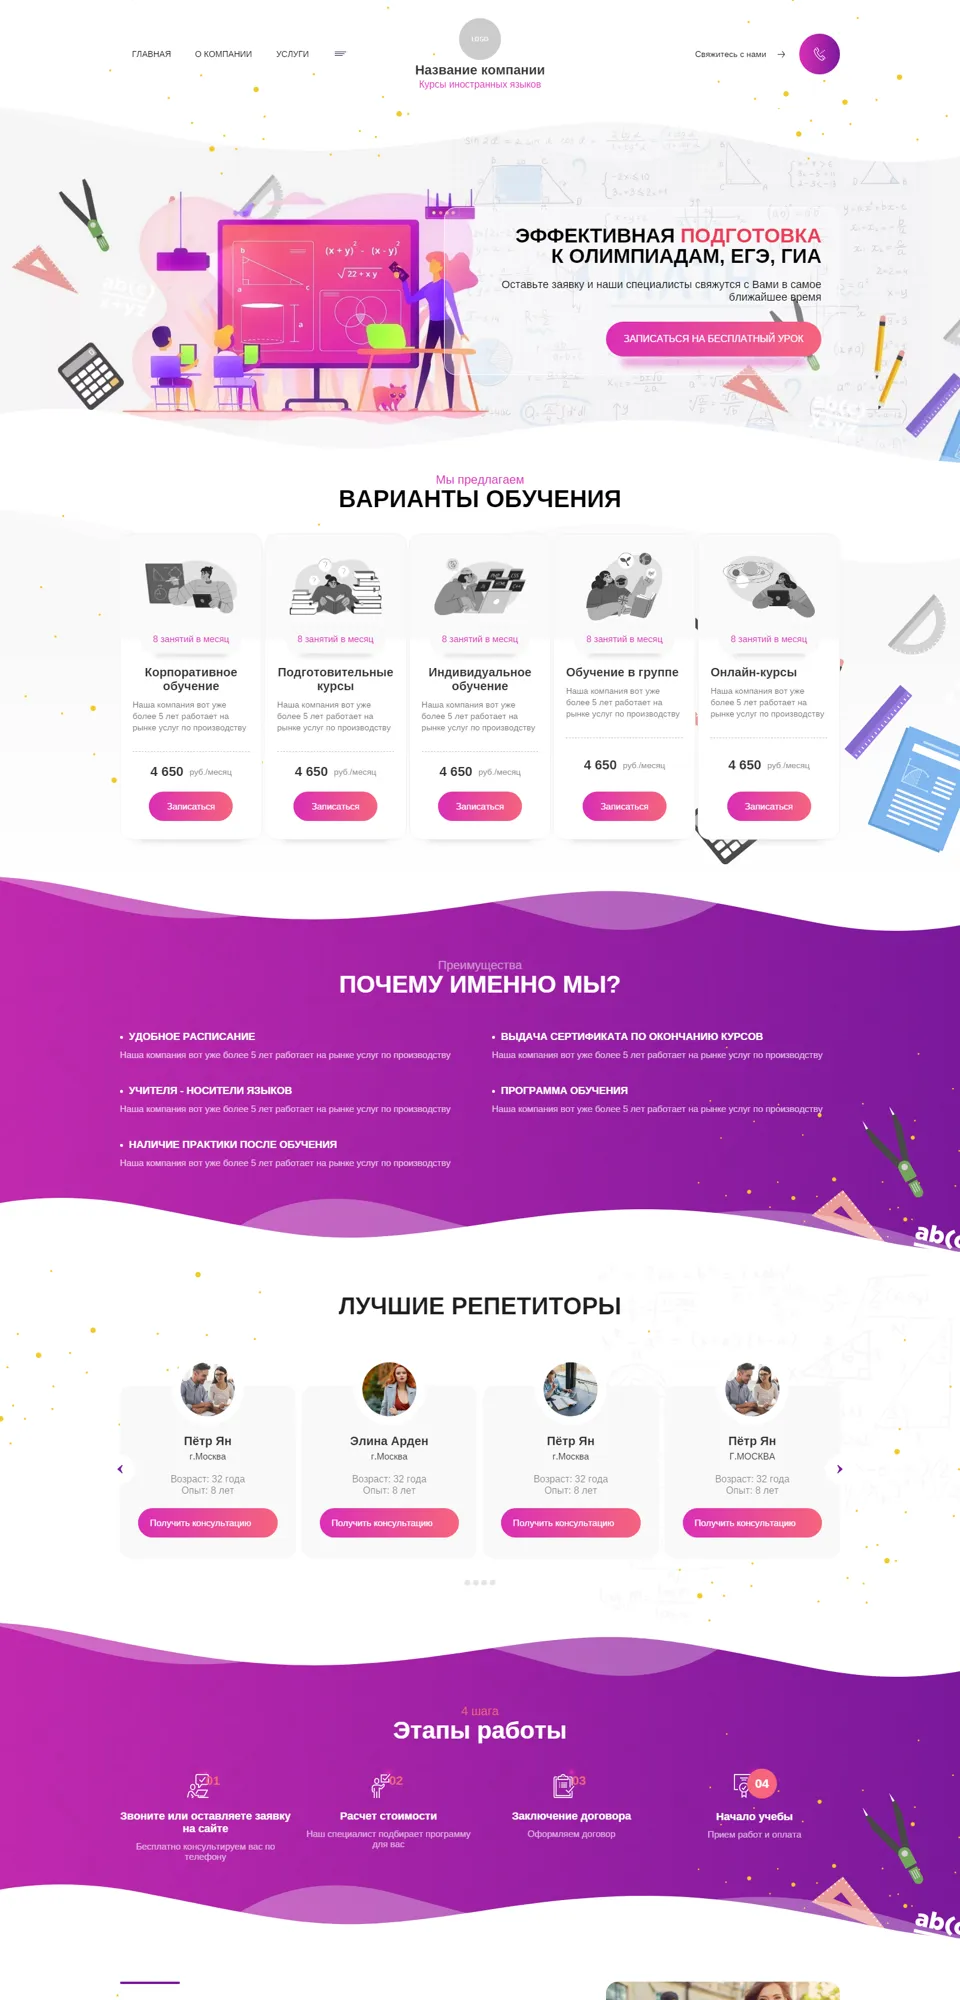 ГЛАВНАЯ
О КОМПАНИИ
УСЛУГИ
LOGO
Название компании
Курсы иностранных языков
Свяжитесь с нами
ЭФФЕКТИВНАЯ ПОДГОТОВКА
К ОЛИМПИАДАМ, ЕГЭ, ГИА
Оставьте заявку и наши специалисты свяжутся с Вами в самое
ближайшее время
ЗАПИСАТЬСЯ НА БЕСПЛАТНЫЙ УРОК
Мы предлагаем
ВАРИАНТЫ ОБУЧЕНИЯ
8 занятий в месяц
Корпоративное
обучение
Наша компания вот уже
более 5 лет работает на
рынке услуг по производству
4 650 руб./месяц
Записаться
8 занятий в месяц
Подготовительные
курсы
Наша компания вот уже
более 5 лет работает на
рынке услуг по производству
4 650 руб./месяц
Записаться
8 занятий в месяц
Индивидуальное
обучение
Наша компания вот уже
более 5 лет работает на
рынке услуг по производству
4 650 руб./месяц
Записаться
8 занятий в месяц
Обучение в группе
Наша компания вот уже
более 5 лет работает на
рынке услуг по производству
4 650 руб./месяц
Записаться
8 занятий в месяц
Онлайн-курсы
Наша компания вот уже
более 5 лет работает на
рынке услуг по производству
4 650 руб./месяц
Записаться
Преимущества
ПОЧЕМУ ИМЕННО МЫ?
УДОБНОЕ РАСПИСАНИЕ
Наша компания вот уже более 5 лет работает на рынке услуг по производству
ВЫДАЧА СЕРТИФИКАТА ПО ОКОНЧАНИЮ КУРСОВ
Наша компания вот уже более 5 лет работает на рынке услуг по производству
УЧИТЕЛЯ - НОСИТЕЛИ ЯЗЫКОВ
Наша компания вот уже более 5 лет работает на рынке услуг по производству
ПРОГРАММА ОБУЧЕНИЯ
Наша компания вот уже более 5 лет работает на рынке услуг по производству
НАЛИЧИЕ ПРАКТИКИ ПОСЛЕ ОБУЧЕНИЯ
Наша компания вот уже более 5 лет работает на рынке услуг по производству
ЛУЧШИЕ РЕПЕТИТОРЫ
Пётр Ян
г.Москва
Возраст: 32 года
Опыт: 8 лет
Получить консультацию
Элина Арден
г.Москва
Возраст: 32 года
Опыт: 8 лет
Получить консультацию
Пётр Ян
г.Москва
Возраст: 32 года
Опыт: 8 лет
Получить консультацию
Пётр Ян
Г.МОСКВА
Возраст: 32 года
Опыт: 8 лет
Получить консультацию
4 шага
Этапы работы
01
Звоните или оставляете заявку
на сайте
Бесплатно консультируем вас по
телефону
02
Расчет стоимости
Наш специалист подбирает программу
для вас
03
Заключение договора
Оформляем договор
04
Начало учебы
Прием работ и оплата